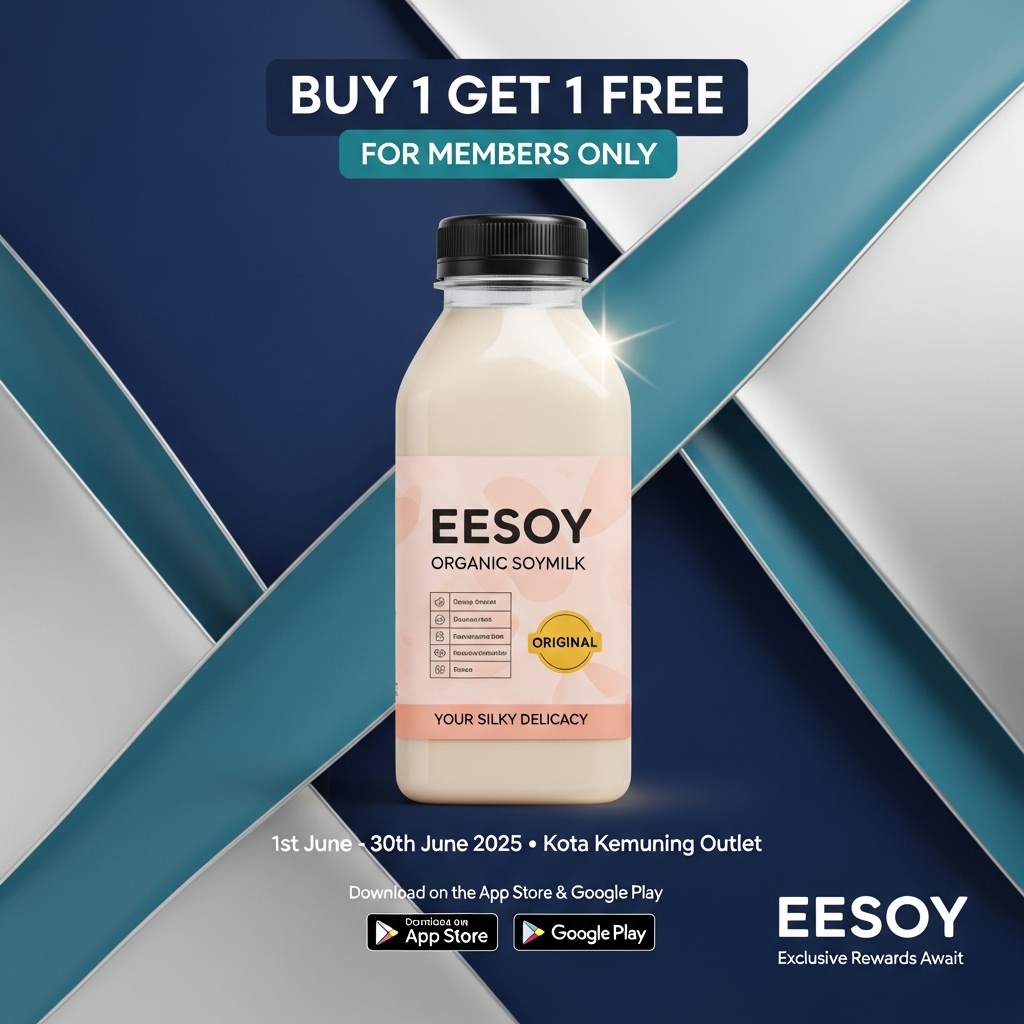 BUY 1 GET 1 FREE
FOR MEMBERS ONLY
EESOY
ORGANIC SOYMILK
ORIGINAL
YOUR SILKY DELICACY
1st June - 30th June 2025 • Kota Kemuning Outlet
Download on the App Store & Google Play
App Store
Google Play
EESOY
Exclusive Rewards Await